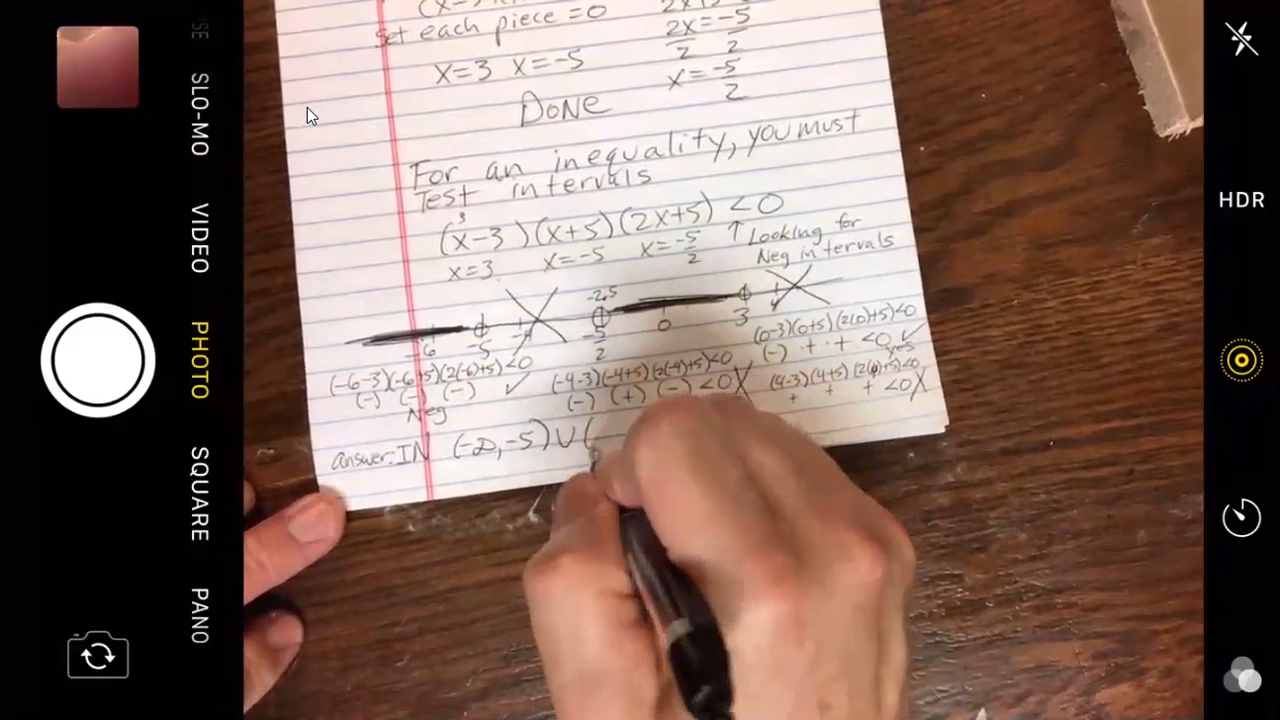 SLO-MO
VIDEO
PHOTO
SQUARE
PANO
HDR
set each piece =0
2x = -5
2 2
x=3 x=-5
x = -5
2
DONE
For an inequality, you must
Test intervals
(x-3)(x+5)(2x+5) <0
3
x=3 x=-5 x=-5
2
↑ Looking for
Neg intervals
-2.5
-6 -5 -4 -5 0 3 4
2
(-6-3)(-6+5)(2(-6)+5)<0
(-) (-) (-) ✓
Neg
(-4-3)(-4+5)(2(-4)+5)<0
(-) (+) (-) <0 X
(0-3)(0+5)(2(0)+5)<0
(-) + · + <0 ✓
yes
(4-3)(4+5)(2(4)+5)<0
+ + + <0 X
answer: IN (-∞,-5)∪(